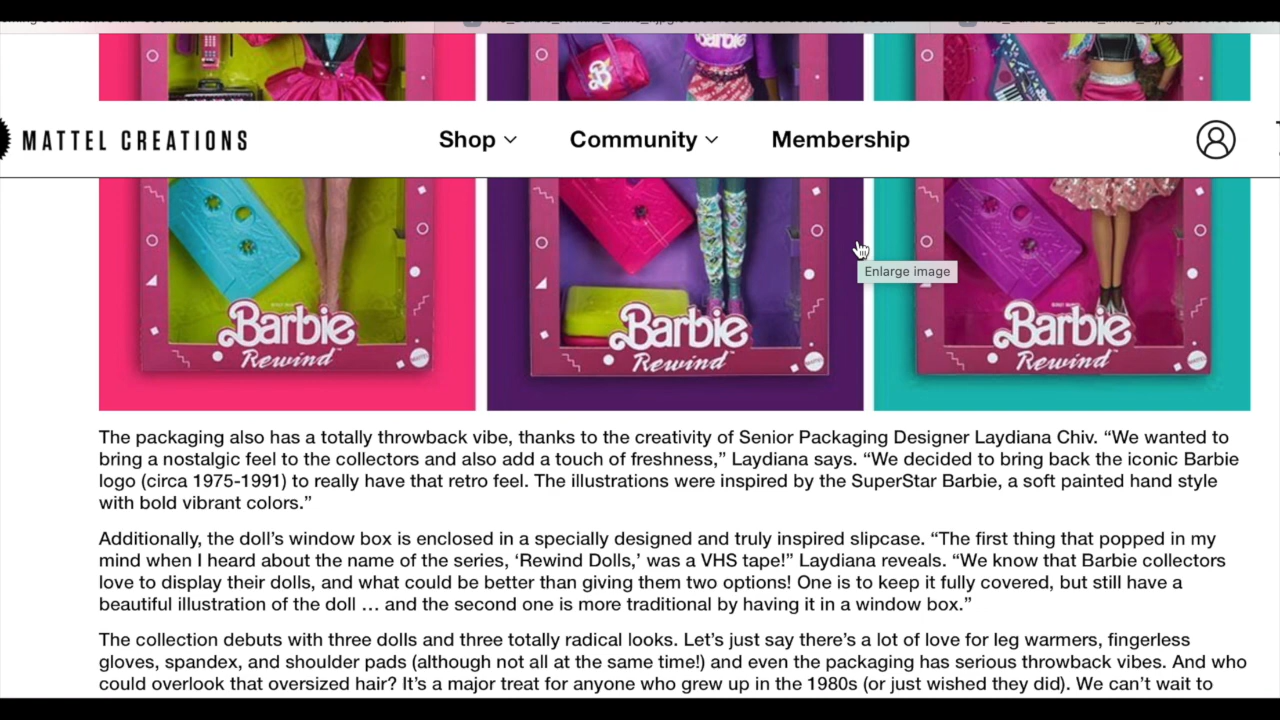 Barbie
B
MATTEL CREATIONS
Shop
Community
Membership
Enlarge image
Barbie
Rewind™
Barbie
Rewind™
Barbie
Rewind™
The packaging also has a totally throwback vibe, thanks to the creativity of Senior Packaging Designer Laydiana Chiv. “We wanted to
bring a nostalgic feel to the collectors and also add a touch of freshness,” Laydiana says. “We decided to bring back the iconic Barbie
logo (circa 1975-1991) to really have that retro feel. The illustrations were inspired by the SuperStar Barbie, a soft painted hand style
with bold vibrant colors.”
Additionally, the doll’s window box is enclosed in a specially designed and truly inspired slipcase. “The first thing that popped in my
mind when I heard about the name of the series, ‘Rewind Dolls,’ was a VHS tape!” Laydiana reveals. “We know that Barbie collectors
love to display their dolls, and what could be better than giving them two options! One is to keep it fully covered, but still have a
beautiful illustration of the doll … and the second one is more traditional by having it in a window box.”
The collection debuts with three dolls and three totally radical looks. Let’s just say there’s a lot of love for leg warmers, fingerless
gloves, spandex, and shoulder pads (although not all at the same time!) and even the packaging has serious throwback vibes. And who
could overlook that oversized hair? It’s a major treat for anyone who grew up in the 1980s (or just wished they did). We can’t wait to